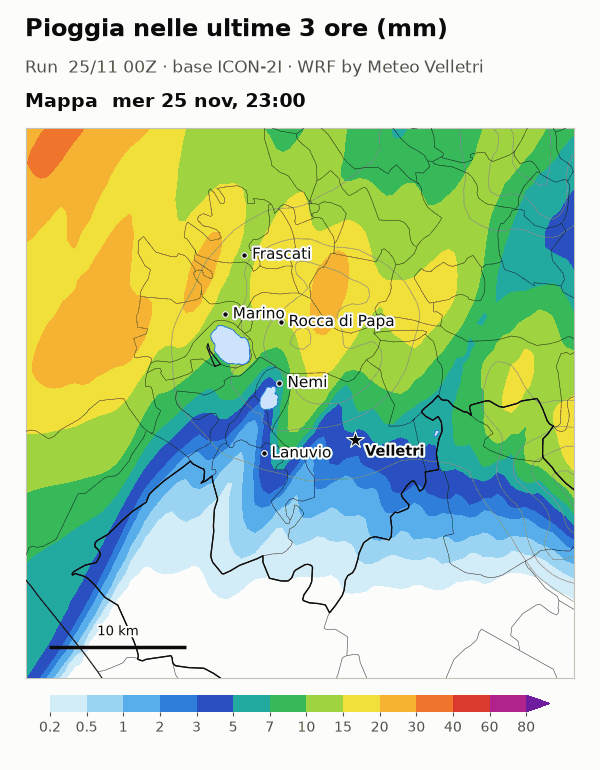 Pioggia nelle ultime 3 ore (mm)
Run 25/11 00Z · base ICON-2I · WRF by Meteo Velletri
Mappa mer 25 nov, 23:00
Frascati
Marino
Rocca di Papa
Nemi
Velletri
Lanuvio
10 km
0.2 0.5 1 2 3 5 7 10 15 20 30 40 60 80